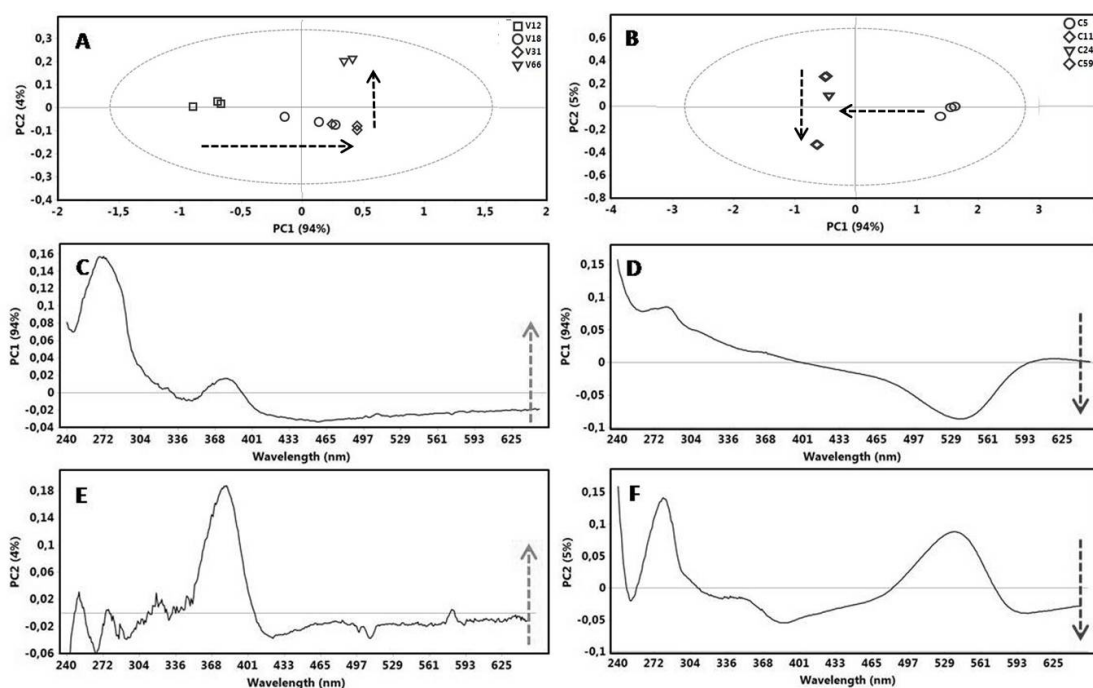 A
V12
V18
V31
V66
0,3
0,2
0,1
0
-0,1
-0,2
-0,3
-0,4
PC2 (4%)
-2 -1,5 -1 -0,5 0 0,5 1 1,5 2
PC1 (94%)
B
C5
C11
C24
C59
0,6
0,4
0,2
0
-0,2
-0,4
-0,6
-0,8
PC2 (5%)
-4 -3 -2 -1 0 1 2 3
PC1 (94%)
C
0,16
0,14
0,12
0,1
0,08
0,06
0,04
0,02
0
-0,02
-0,04
PC1 (94%)
240 272 304 336 368 401 433 465 497 529 561 593 625
Wavelength (nm)
D
0,15
0,1
0,05
0
-0,05
-0,1
PC1 (94%)
240 272 304 336 368 401 433 465 497 529 561 593 625
Wavelength (nm)
E
0,18
0,14
0,1
0,06
0,02
-0,02
-0,06
PC2 (4%)
240 272 304 336 368 401 433 465 497 529 561 593 625
Wavelength (nm)
F
0,15
0,1
0,05
0
-0,05
-0,1
PC2 (5%)
240 272 304 336 368 401 433 465 497 529 561 593 625
Wavelength (nm)